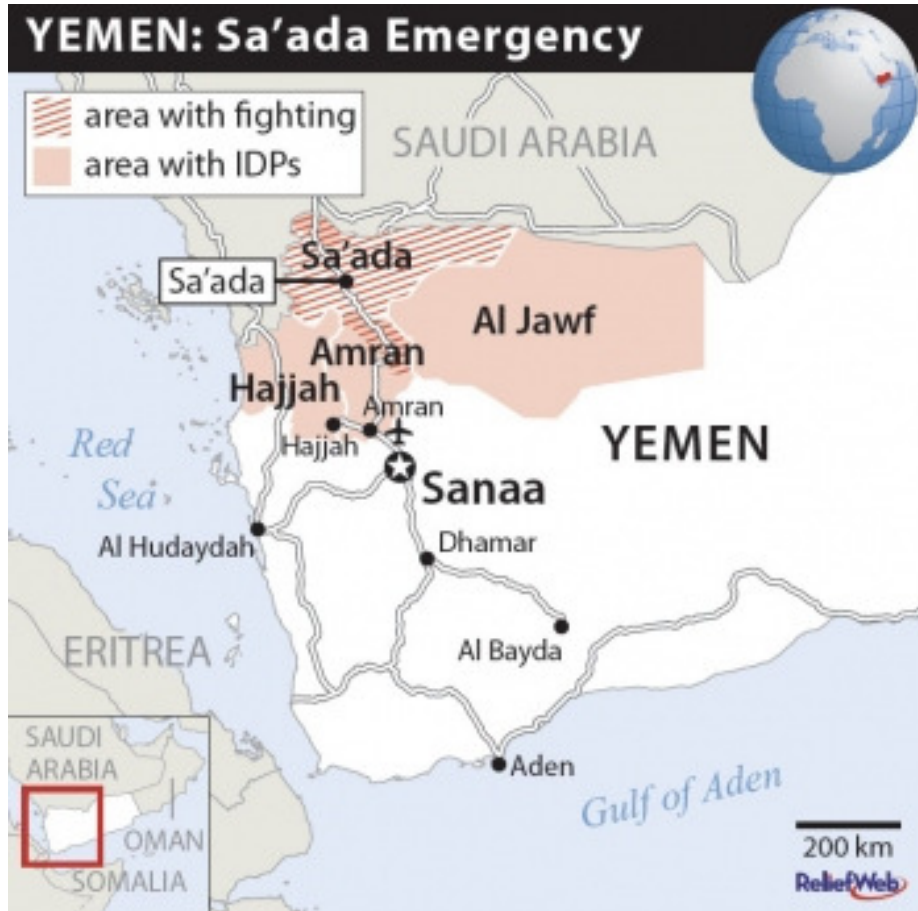 YEMEN: Sa'ada Emergency
area with fighting
area with IDPs
SAUDI ARABIA
Sa'ada
Sa'ada
Al Jawf
Amran
Hajjah
Amran
Hajjah
YEMEN
Red
Sea
Sanaa
Al Hudaydah
Dhamar
ERITREA
Al Bayda
SAUDI
ARABIA
Aden
Gulf of Aden
OMAN
SOMALIA
200 km
ReliefWeb